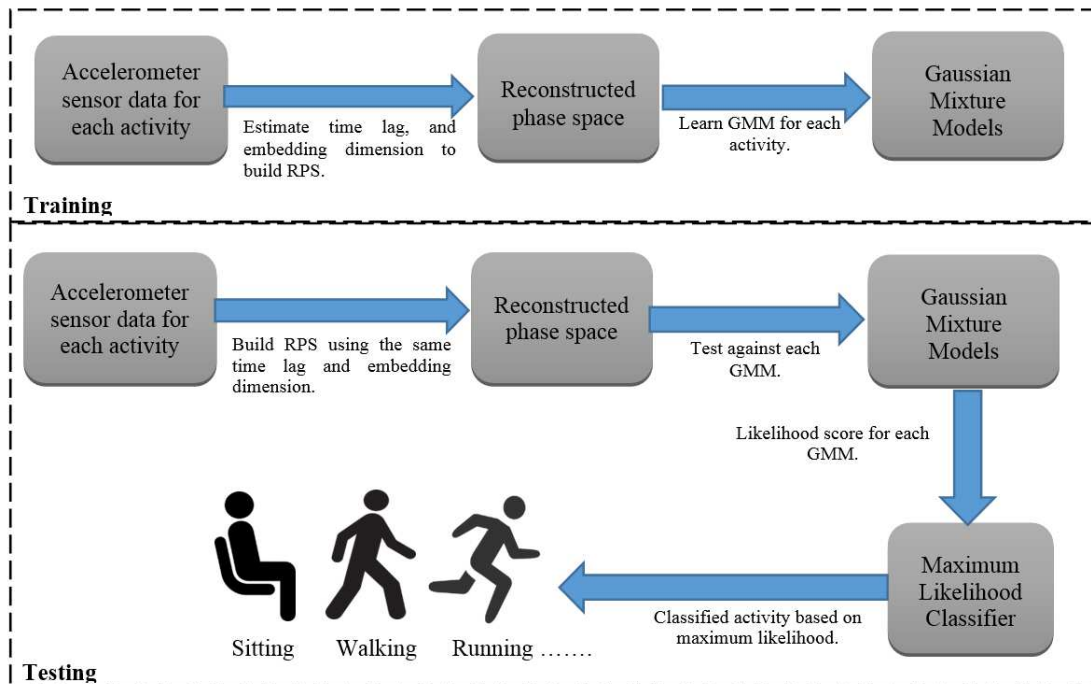 Accelerometer
sensor data for
each activity
Estimate time lag, and
embedding dimension to
build RPS.
Reconstructed
phase space
Learn GMM for each
activity.
Gaussian
Mixture
Models
Training
Accelerometer
sensor data for
each activity
Build RPS using the same
time lag and embedding
dimension.
Reconstructed
phase space
Test against each
GMM.
Gaussian
Mixture
Models
Likelihood score for each
GMM.
Maximum
Likelihood
Classifier
Classified activity based on
maximum likelihood.
Sitting
Walking
Running .......
Testing